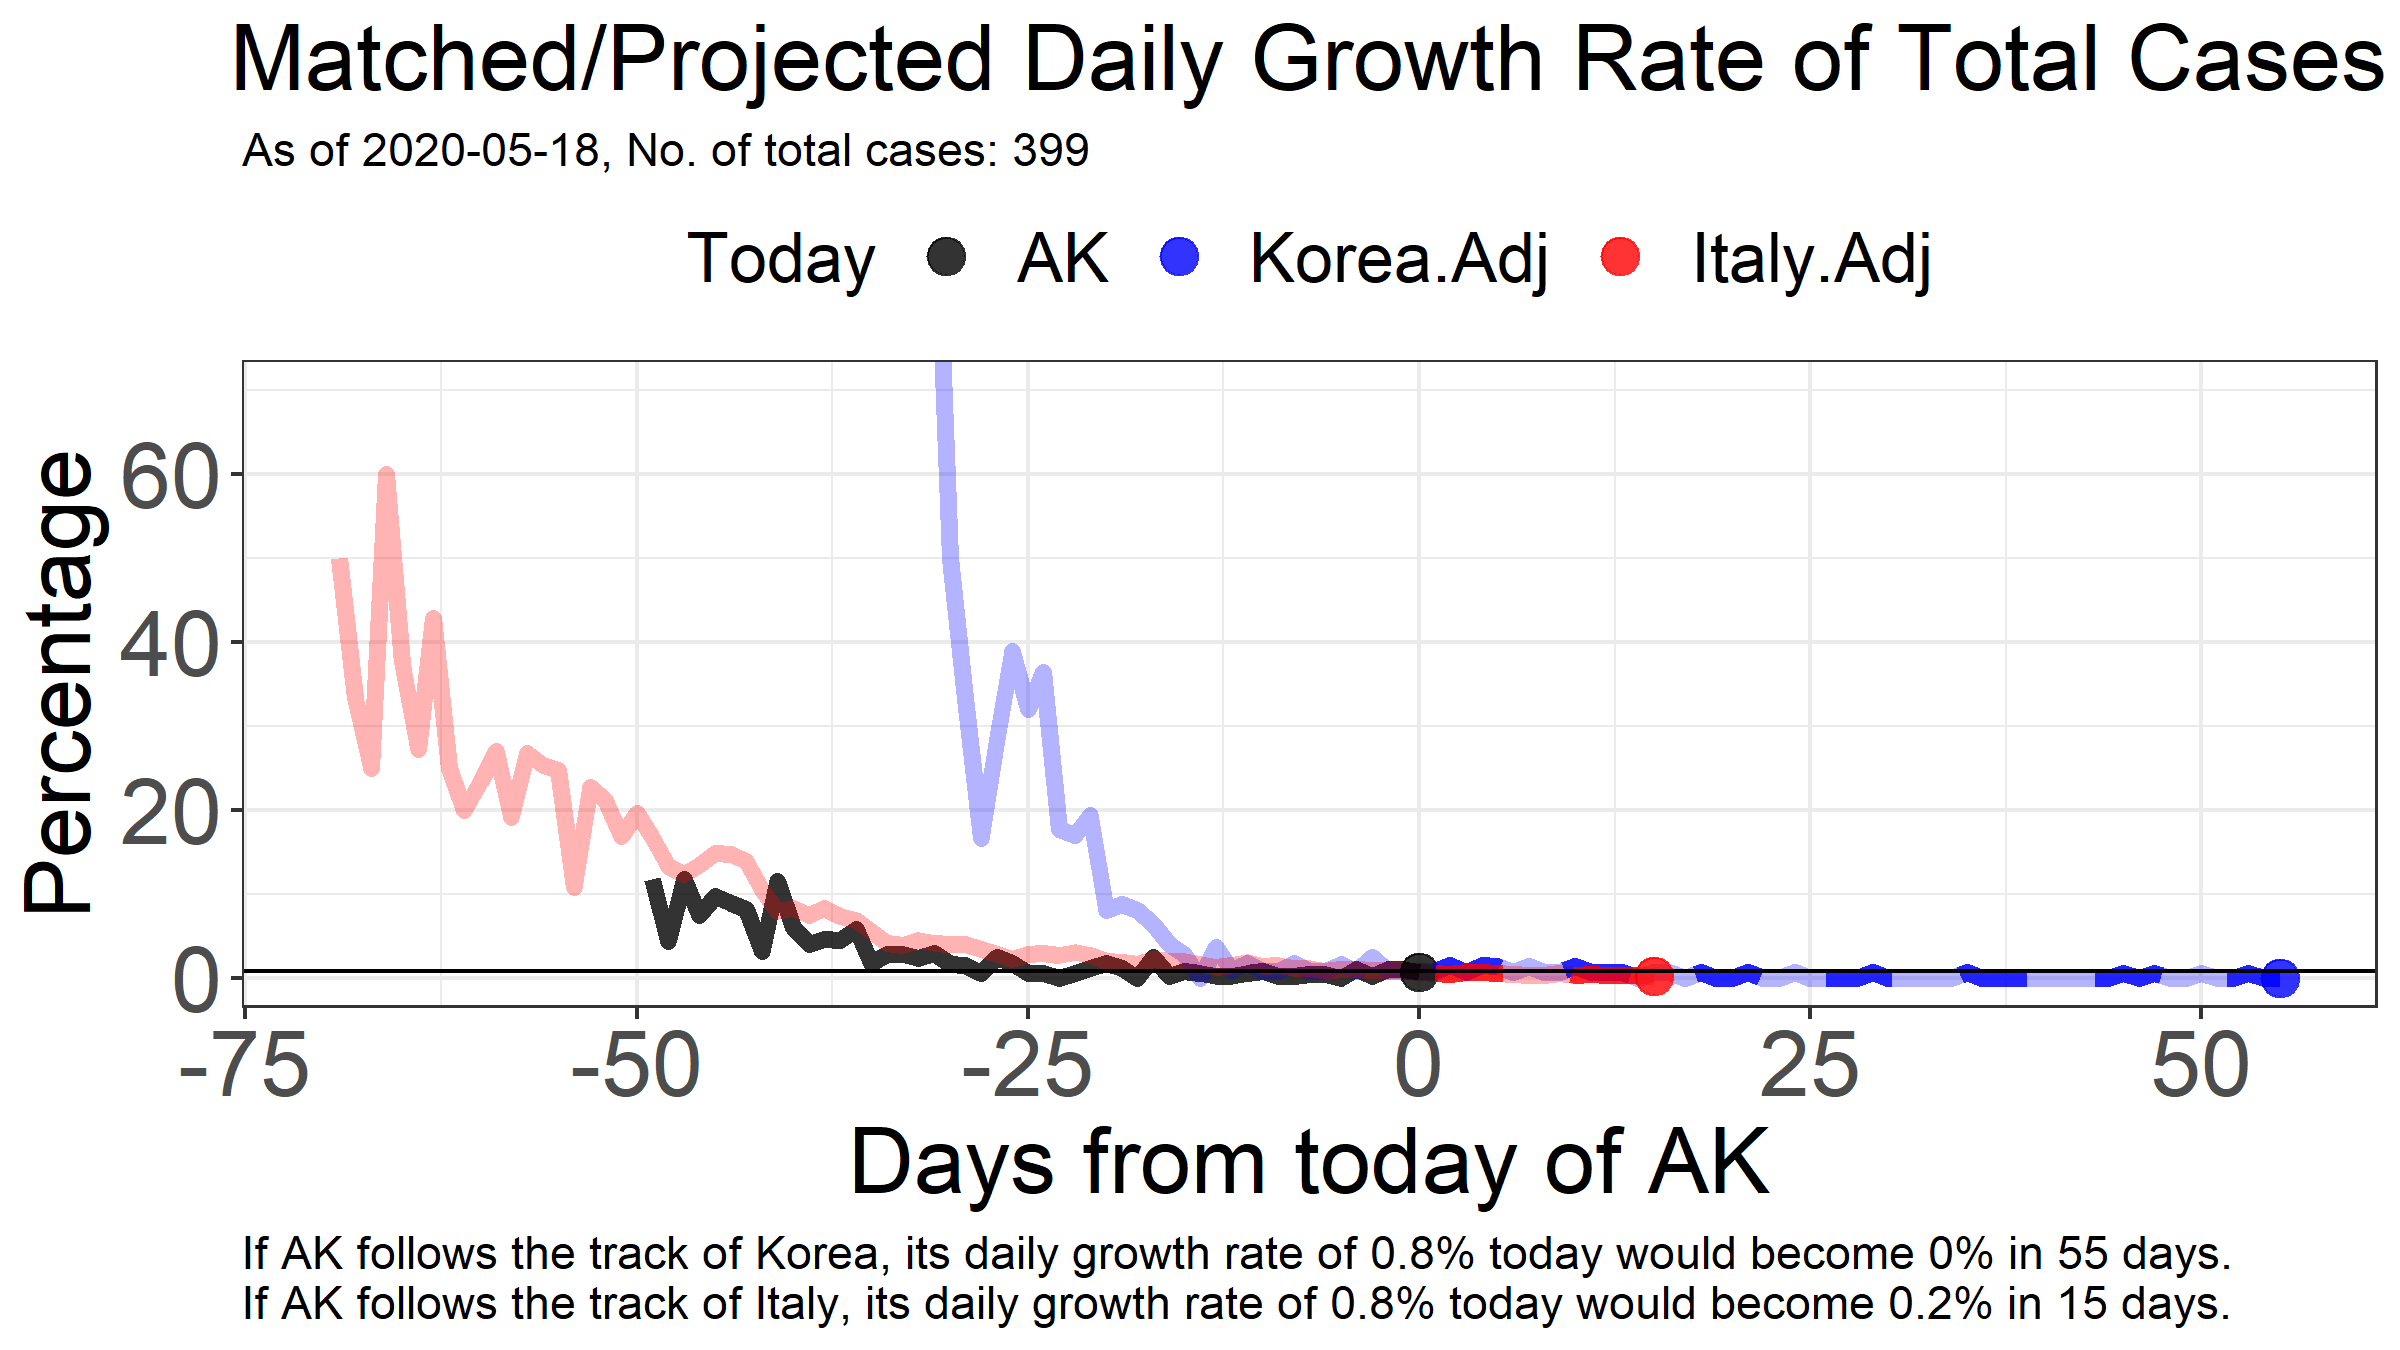 Matched/Projected Daily Growth Rate of Total Cases
As of 2020-05-18, No. of total cases: 399
Today AK Korea.Adj Italy.Adj
Percentage
60
40
20
0
-75 -50 -25 0 25 50
Days from today of AK
If AK follows the track of Korea, its daily growth rate of 0.8% today would become 0% in 55 days.
If AK follows the track of Italy, its daily growth rate of 0.8% today would become 0.2% in 15 days.